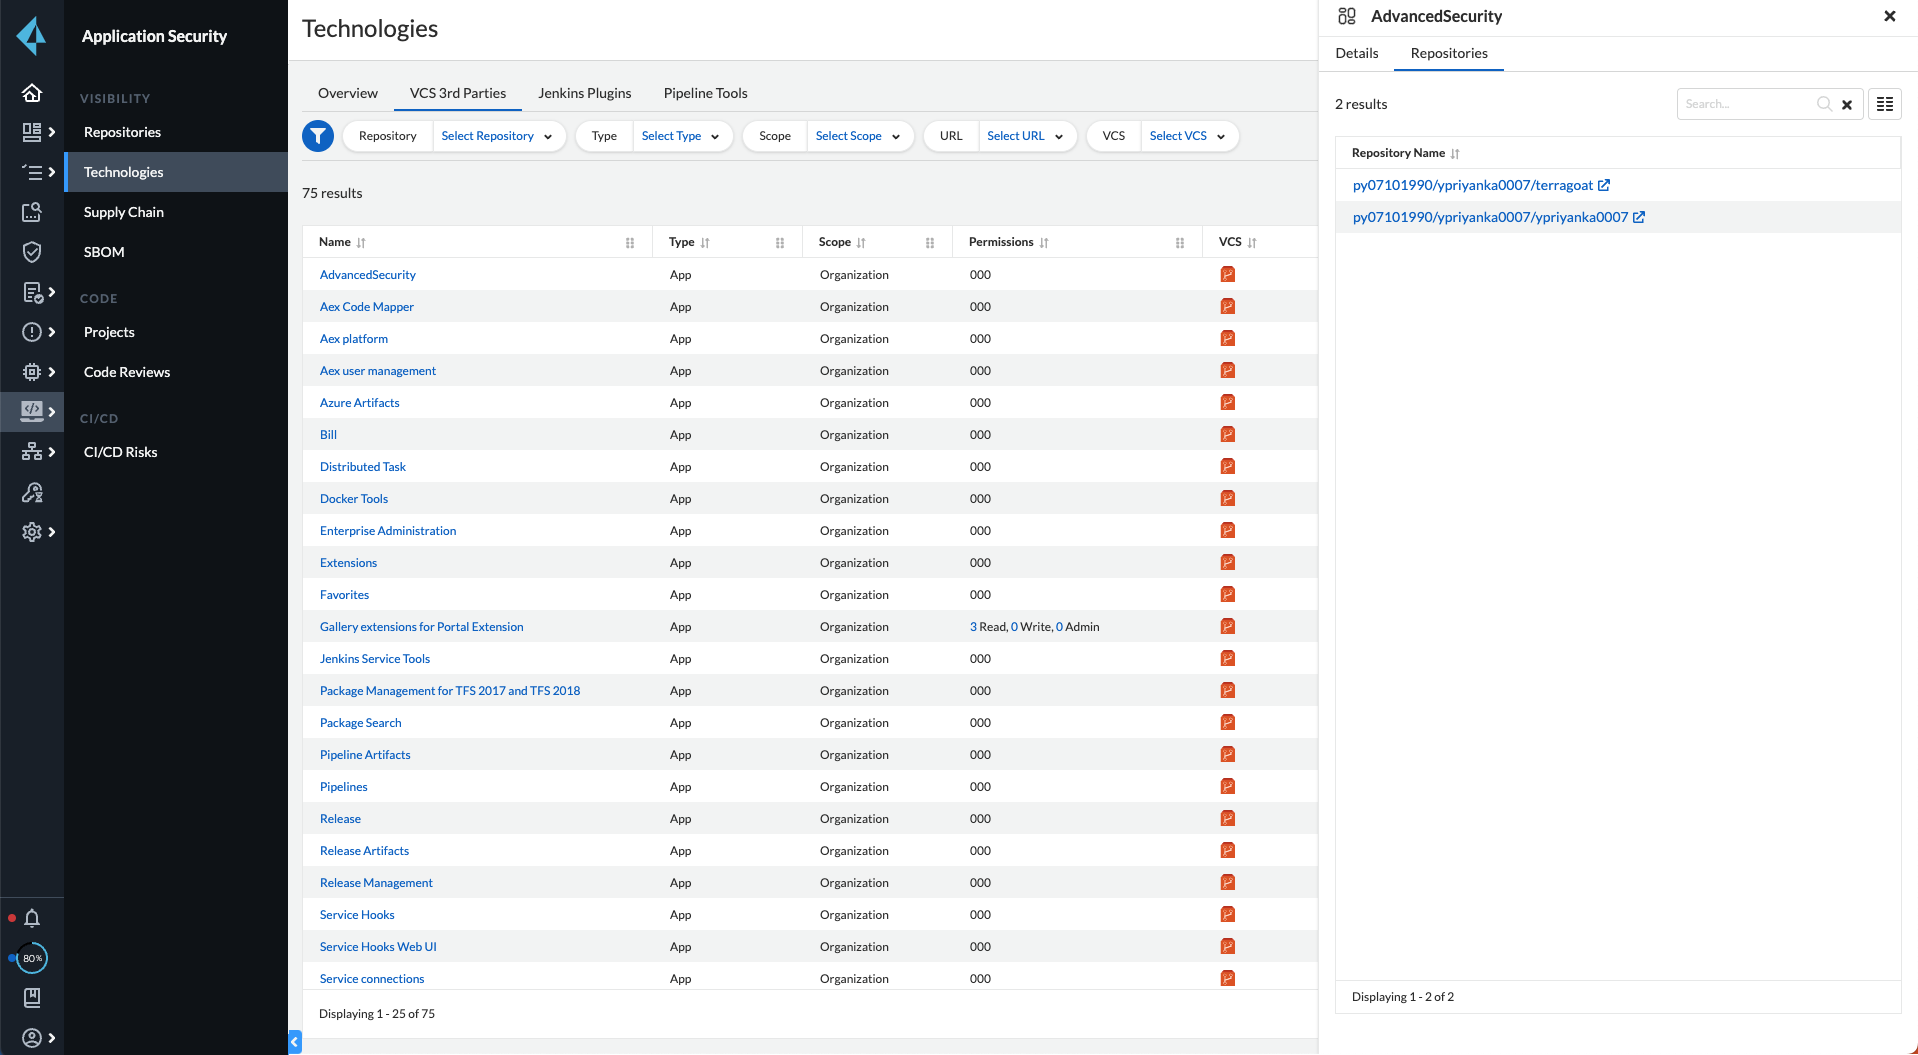 Application Security
VISIBILITY
Repositories
Technologies
Supply Chain
SBOM
CODE
Projects
Code Reviews
CI/CD
CI/CD Risks
80%
Technologies
Overview VCS 3rd Parties Jenkins Plugins Pipeline Tools
Repository Select Repository Type Select Type Scope Select Scope URL Select URL VCS Select VCS
75 results
Name Type Scope Permissions VCS
AdvancedSecurity App Organization 000
Aex Code Mapper App Organization 000
Aex platform App Organization 000
Aex user management App Organization 000
Azure Artifacts App Organization 000
Bill App Organization 000
Distributed Task App Organization 000
Docker Tools App Organization 000
Enterprise Administration App Organization 000
Extensions App Organization 000
Favorites App Organization 000
Gallery extensions for Portal Extension App Organization 3 Read, 0 Write, 0 Admin
Jenkins Service Tools App Organization 000
Package Management for TFS 2017 and TFS 2018 App Organization 000
Package Search App Organization 000
Pipeline Artifacts App Organization 000
Pipelines App Organization 000
Release App Organization 000
Release Artifacts App Organization 000
Release Management App Organization 000
Service Hooks App Organization 000
Service Hooks Web UI App Organization 000
Service connections App Organization 000
Displaying 1 - 25 of 75
AdvancedSecurity
Details Repositories
2 results Search...
Repository Name
py07101990/ypriyanka0007/terragoat
py07101990/ypriyanka0007/ypriyanka0007
Displaying 1 - 2 of 2